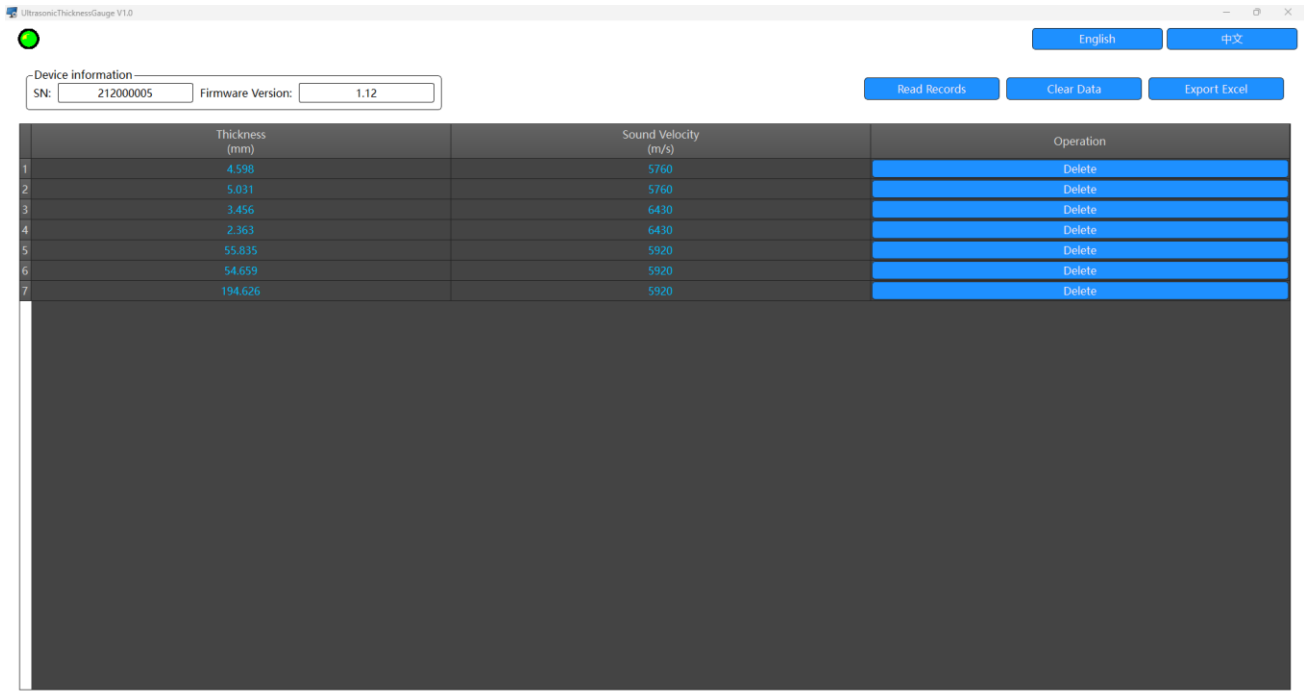 UltrasonicThicknessGauge V1.0
English 中文
Device information
SN: 212000005 Firmware Version: 1.12
Read Records Clear Data Export Excel
Thickness Sound Velocity Operation
(mm) (m/s)
1 4.598 5760 Delete
2 5.031 5760 Delete
3 3.456 6430 Delete
4 2.363 6430 Delete
5 55.835 5920 Delete
6 54.659 5920 Delete
7 194.626 5920 Delete